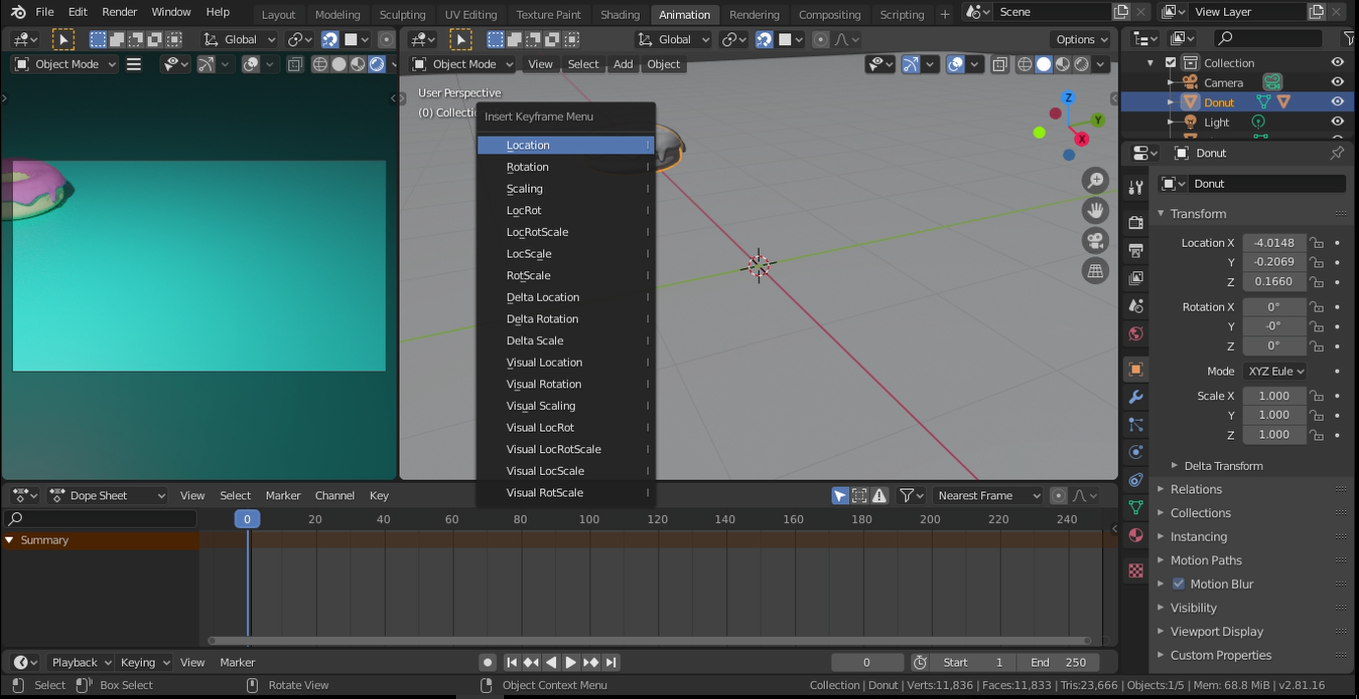 File Edit Render Window Help Layout Modeling Sculpting UV Editing Texture Paint Shading Animation Rendering Compositing Scripting + Scene View Layer
Global Global Options
Object Mode Object Mode View Select Add Object
User Perspective
(0) Collectio
Insert Keyframe Menu
Location
Rotation
Scaling
LocRot
LocRotScale
LocScale
RotScale
Delta Location
Delta Rotation
Delta Scale
Visual Location
Visual Rotation
Visual Scaling
Visual LocRot
Visual LocRotScale
Visual LocScale
Visual RotScale
Z
Y
X
Collection
Camera
Donut
Light
Donut
Donut
Transform
Location X -4.0148
Y -0.2069
Z 0.1660
Rotation X 0°
Y -0°
Z 0°
Mode XYZ Eule
Scale X 1.000
Y 1.000
Z 1.000
Delta Transform
Relations
Collections
Instancing
Motion Paths
Motion Blur
Visibility
Viewport Display
Custom Properties
Dope Sheet View Select Marker Channel Key Nearest Frame
0 20 40 60 80 100 120 140 160 180 200 220 240
Summary
Playback Keying View Marker 0 Start 1 End 250
Select Box Select Rotate View Object Context Menu Collection | Donut | Verts:11,836 | Faces:11,833 | Tris:23,666 | Objects:1/5 | Mem: 68.8 MiB | v2.81.16